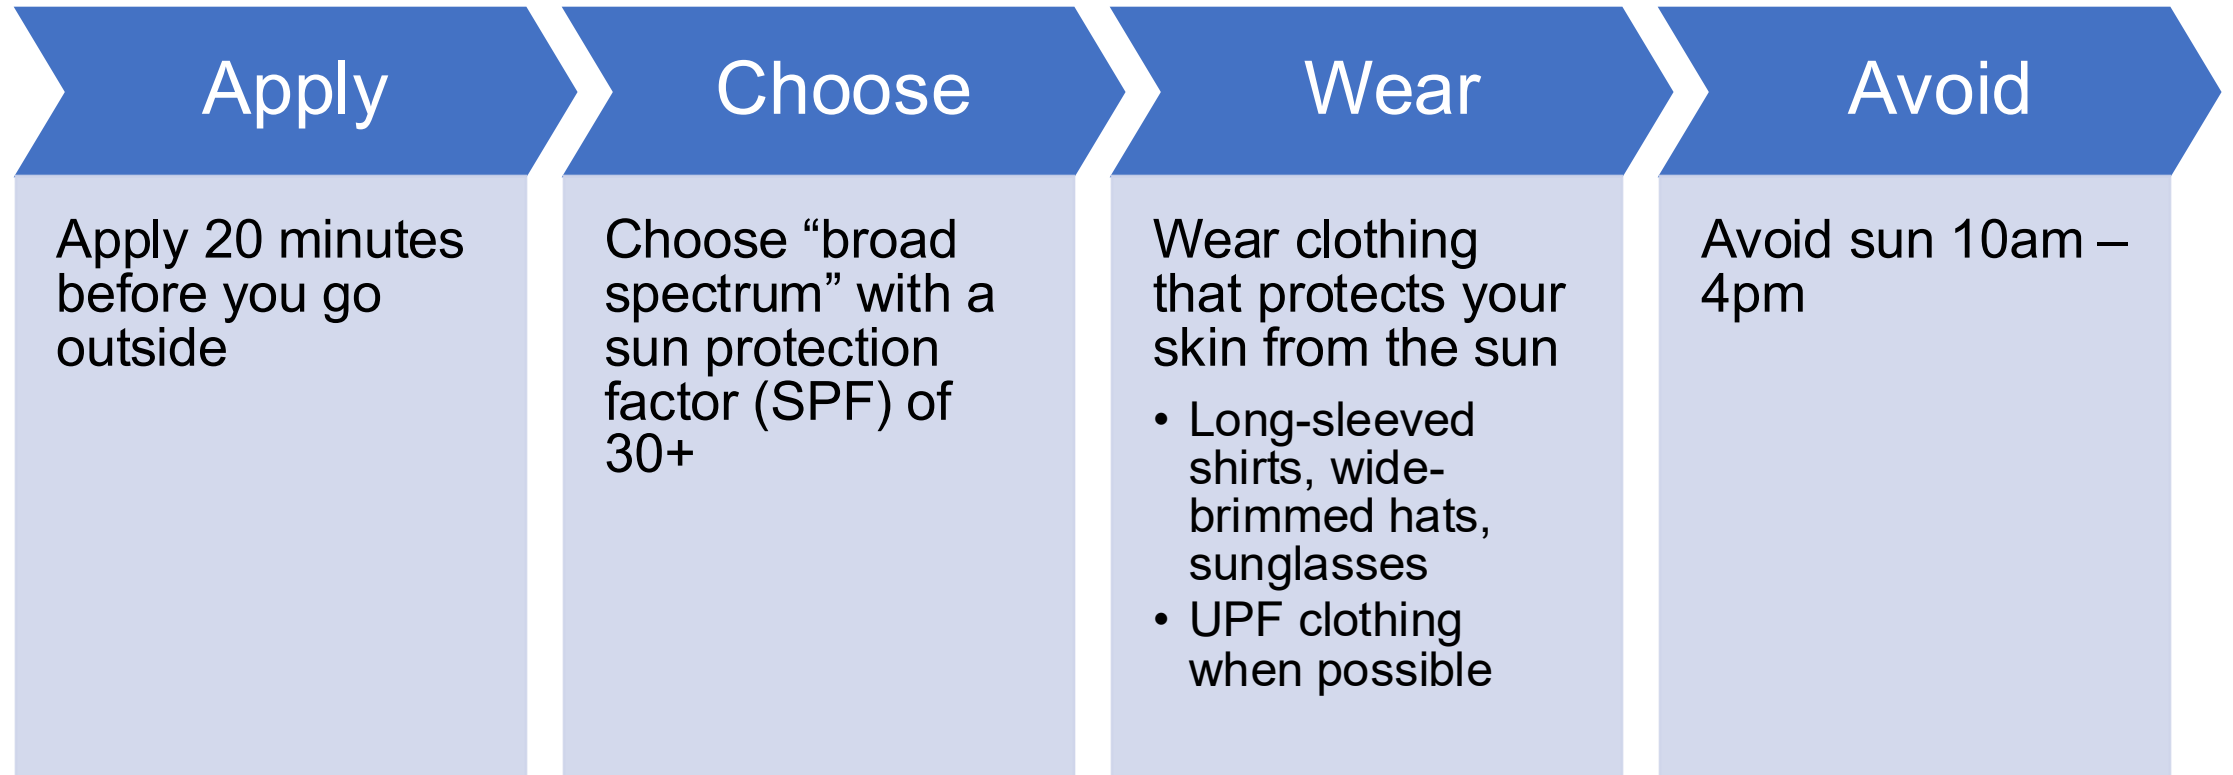 Apply
Apply 20 minutes
before you go
outside
Choose
Choose “broad
spectrum” with a
sun protection
factor (SPF) of
30+
Wear
Wear clothing
that protects your
skin from the sun
• Long-sleeved
shirts, wide-
brimmed hats,
sunglasses
• UPF clothing
when possible
Avoid
Avoid sun 10am –
4pm